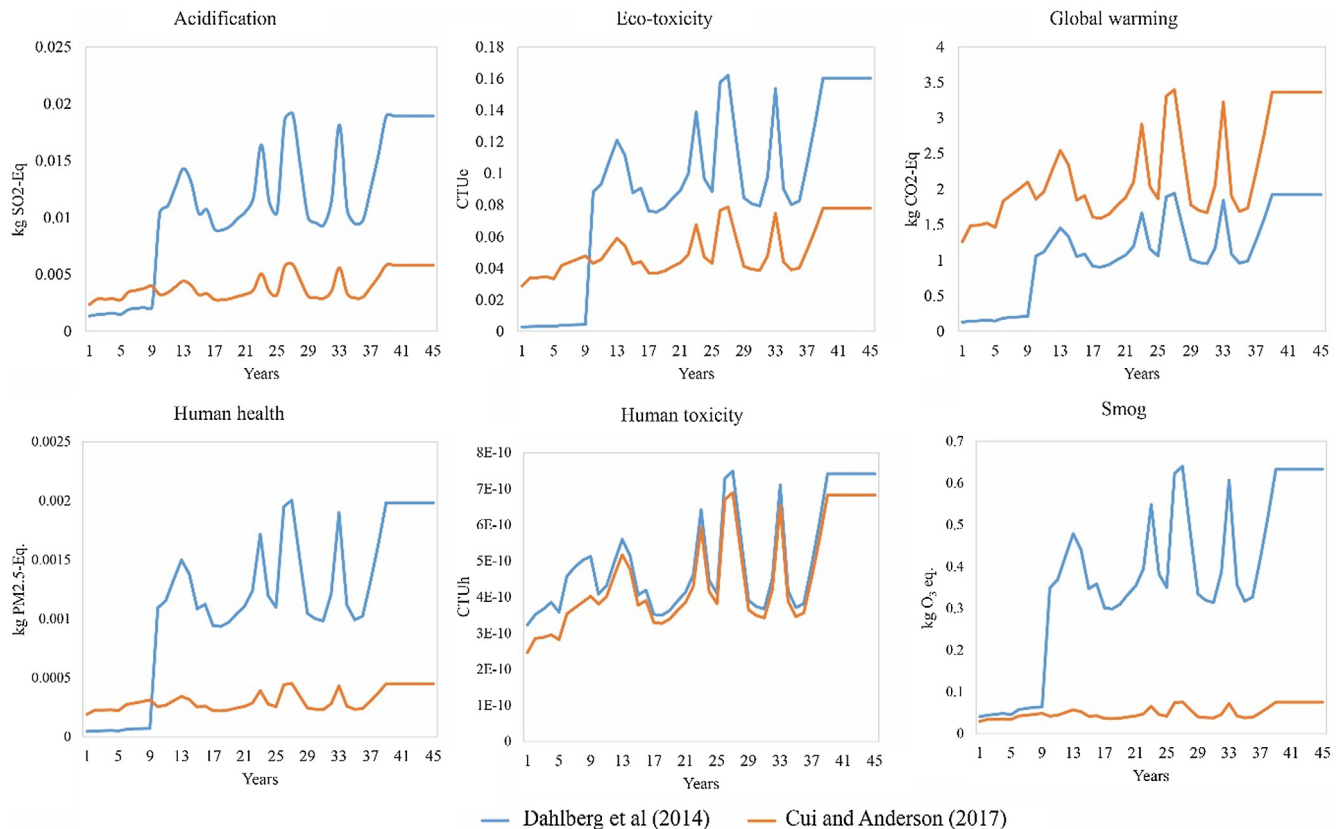 Acidification
kg SO2-Eq
0.025
0.02
0.015
0.01
0.005
0
1 5 9 13 17 21 25 29 33 37 41 45
Years
Eco-toxicity
CTUe
0.18
0.16
0.14
0.12
0.1
0.08
0.06
0.04
0.02
0
1 5 9 13 17 21 25 29 33 37 41 45
Years
Global warming
kg CO2-Eq
4
3.5
3
2.5
2
1.5
1
0.5
0
1 5 9 13 17 21 25 29 33 37 41 45
Years
Human health
kg PM2.5-Eq.
0.0025
0.002
0.0015
0.001
0.0005
0
1 5 9 13 17 21 25 29 33 37 41 45
Years
Human toxicity
CTUh
8E-10
7E-10
6E-10
5E-10
4E-10
3E-10
2E-10
1E-10
0
1 5 9 13 17 21 25 29 33 37 41 45
Years
Smog
kg O3 eq.
0.7
0.6
0.5
0.4
0.3
0.2
0.1
0
1 5 9 13 17 21 25 29 33 37 41 45
Years
Dahlberg et al (2014)
Cui and Anderson (2017)